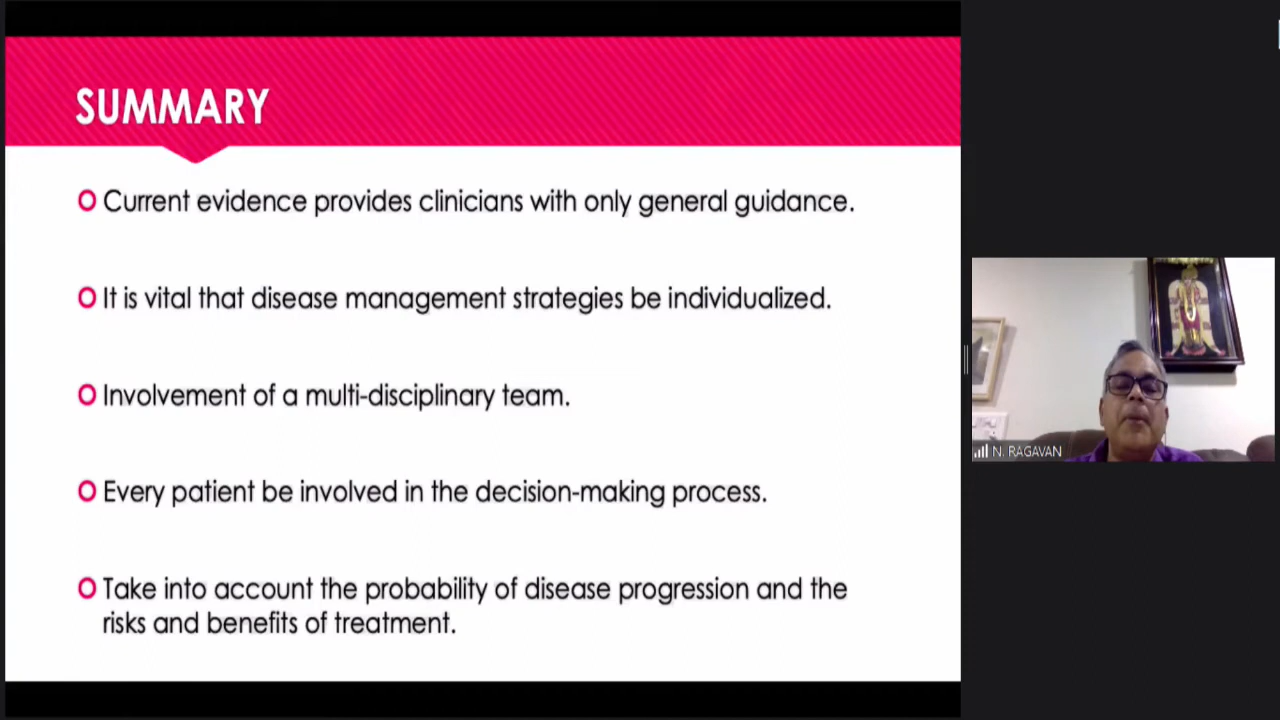 SUMMARY
Current evidence provides clinicians with only general guidance.
It is vital that disease management strategies be individualized.
Involvement of a multi-disciplinary team.
Every patient be involved in the decision-making process.
Take into account the probability of disease progression and the
risks and benefits of treatment.
N. RAGAVAN